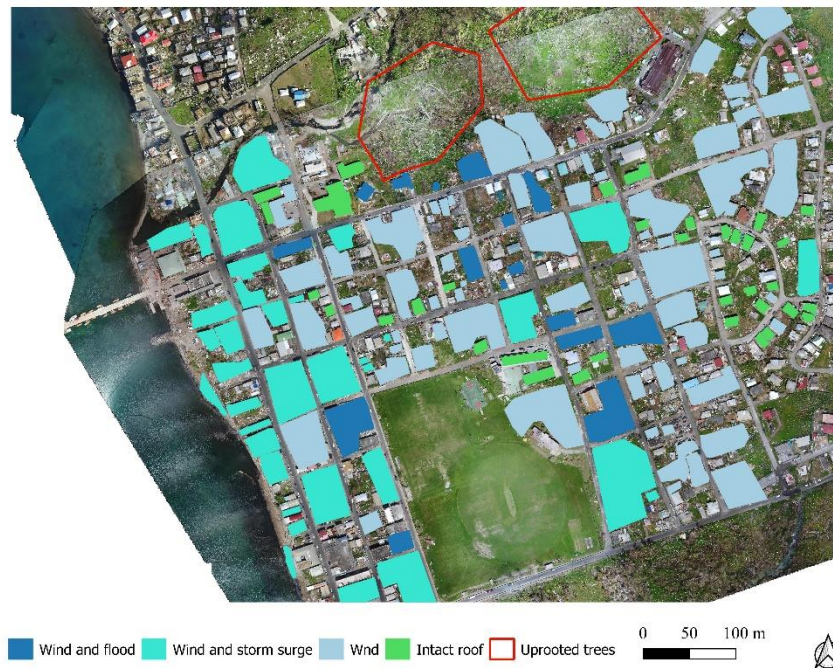 0 50 100 m
Wind and flood Wind and storm surge Wnd Intact roof Uprooted trees